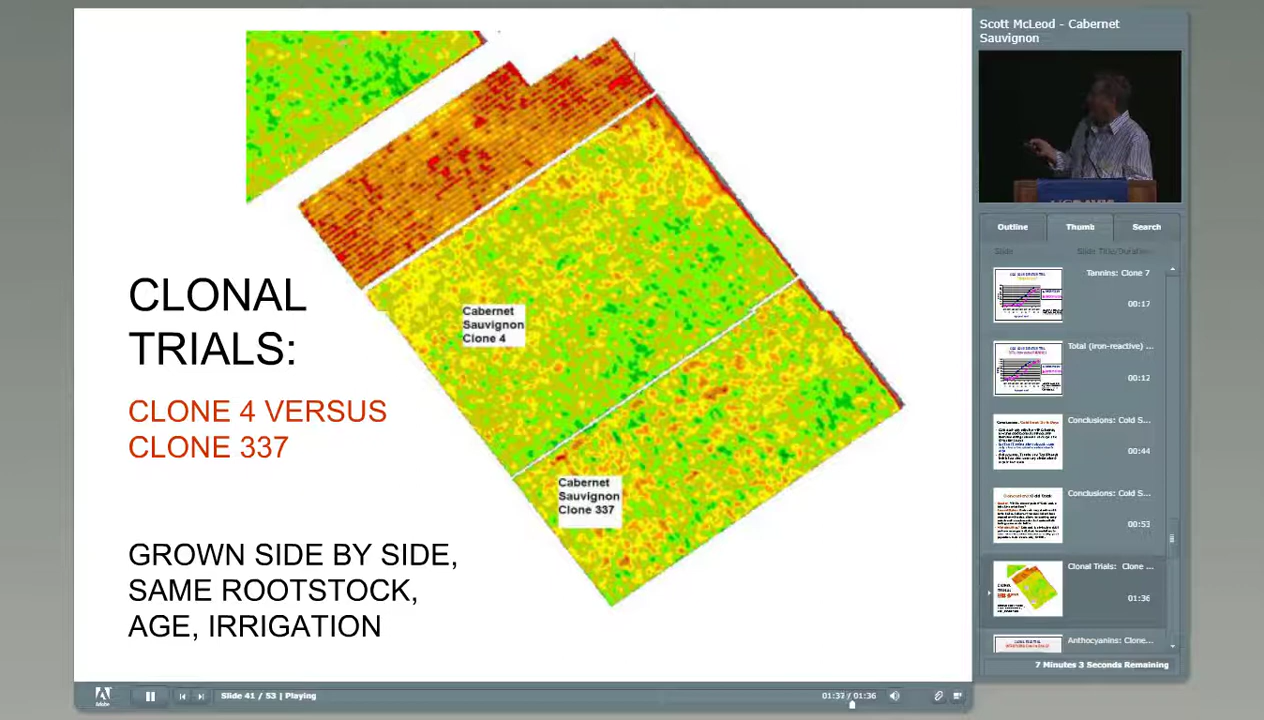 CLONAL
TRIALS:
CLONE 4 VERSUS
CLONE 337
GROWN SIDE BY SIDE,
SAME ROOTSTOCK,
AGE, IRRIGATION
Cabernet
Sauvignon
Clone 4
Cabernet
Sauvignon
Clone 337
Scott McLeod - Cabernet
Sauvignon
Outline Thumb Search
Slide Slide Title/Duration
Tannins: Clone 7
00:17
Total (iron-reactive) ...
00:12
Conclusions: Cold S...
00:44
Conclusions: Cold S...
00:53
Clonal Trials: Clone ...
01:36
Anthocyanins: Clone...
7 Minutes 3 Seconds Remaining
Adobe
Slide 41 / 53 | Playing
01:37 / 01:36